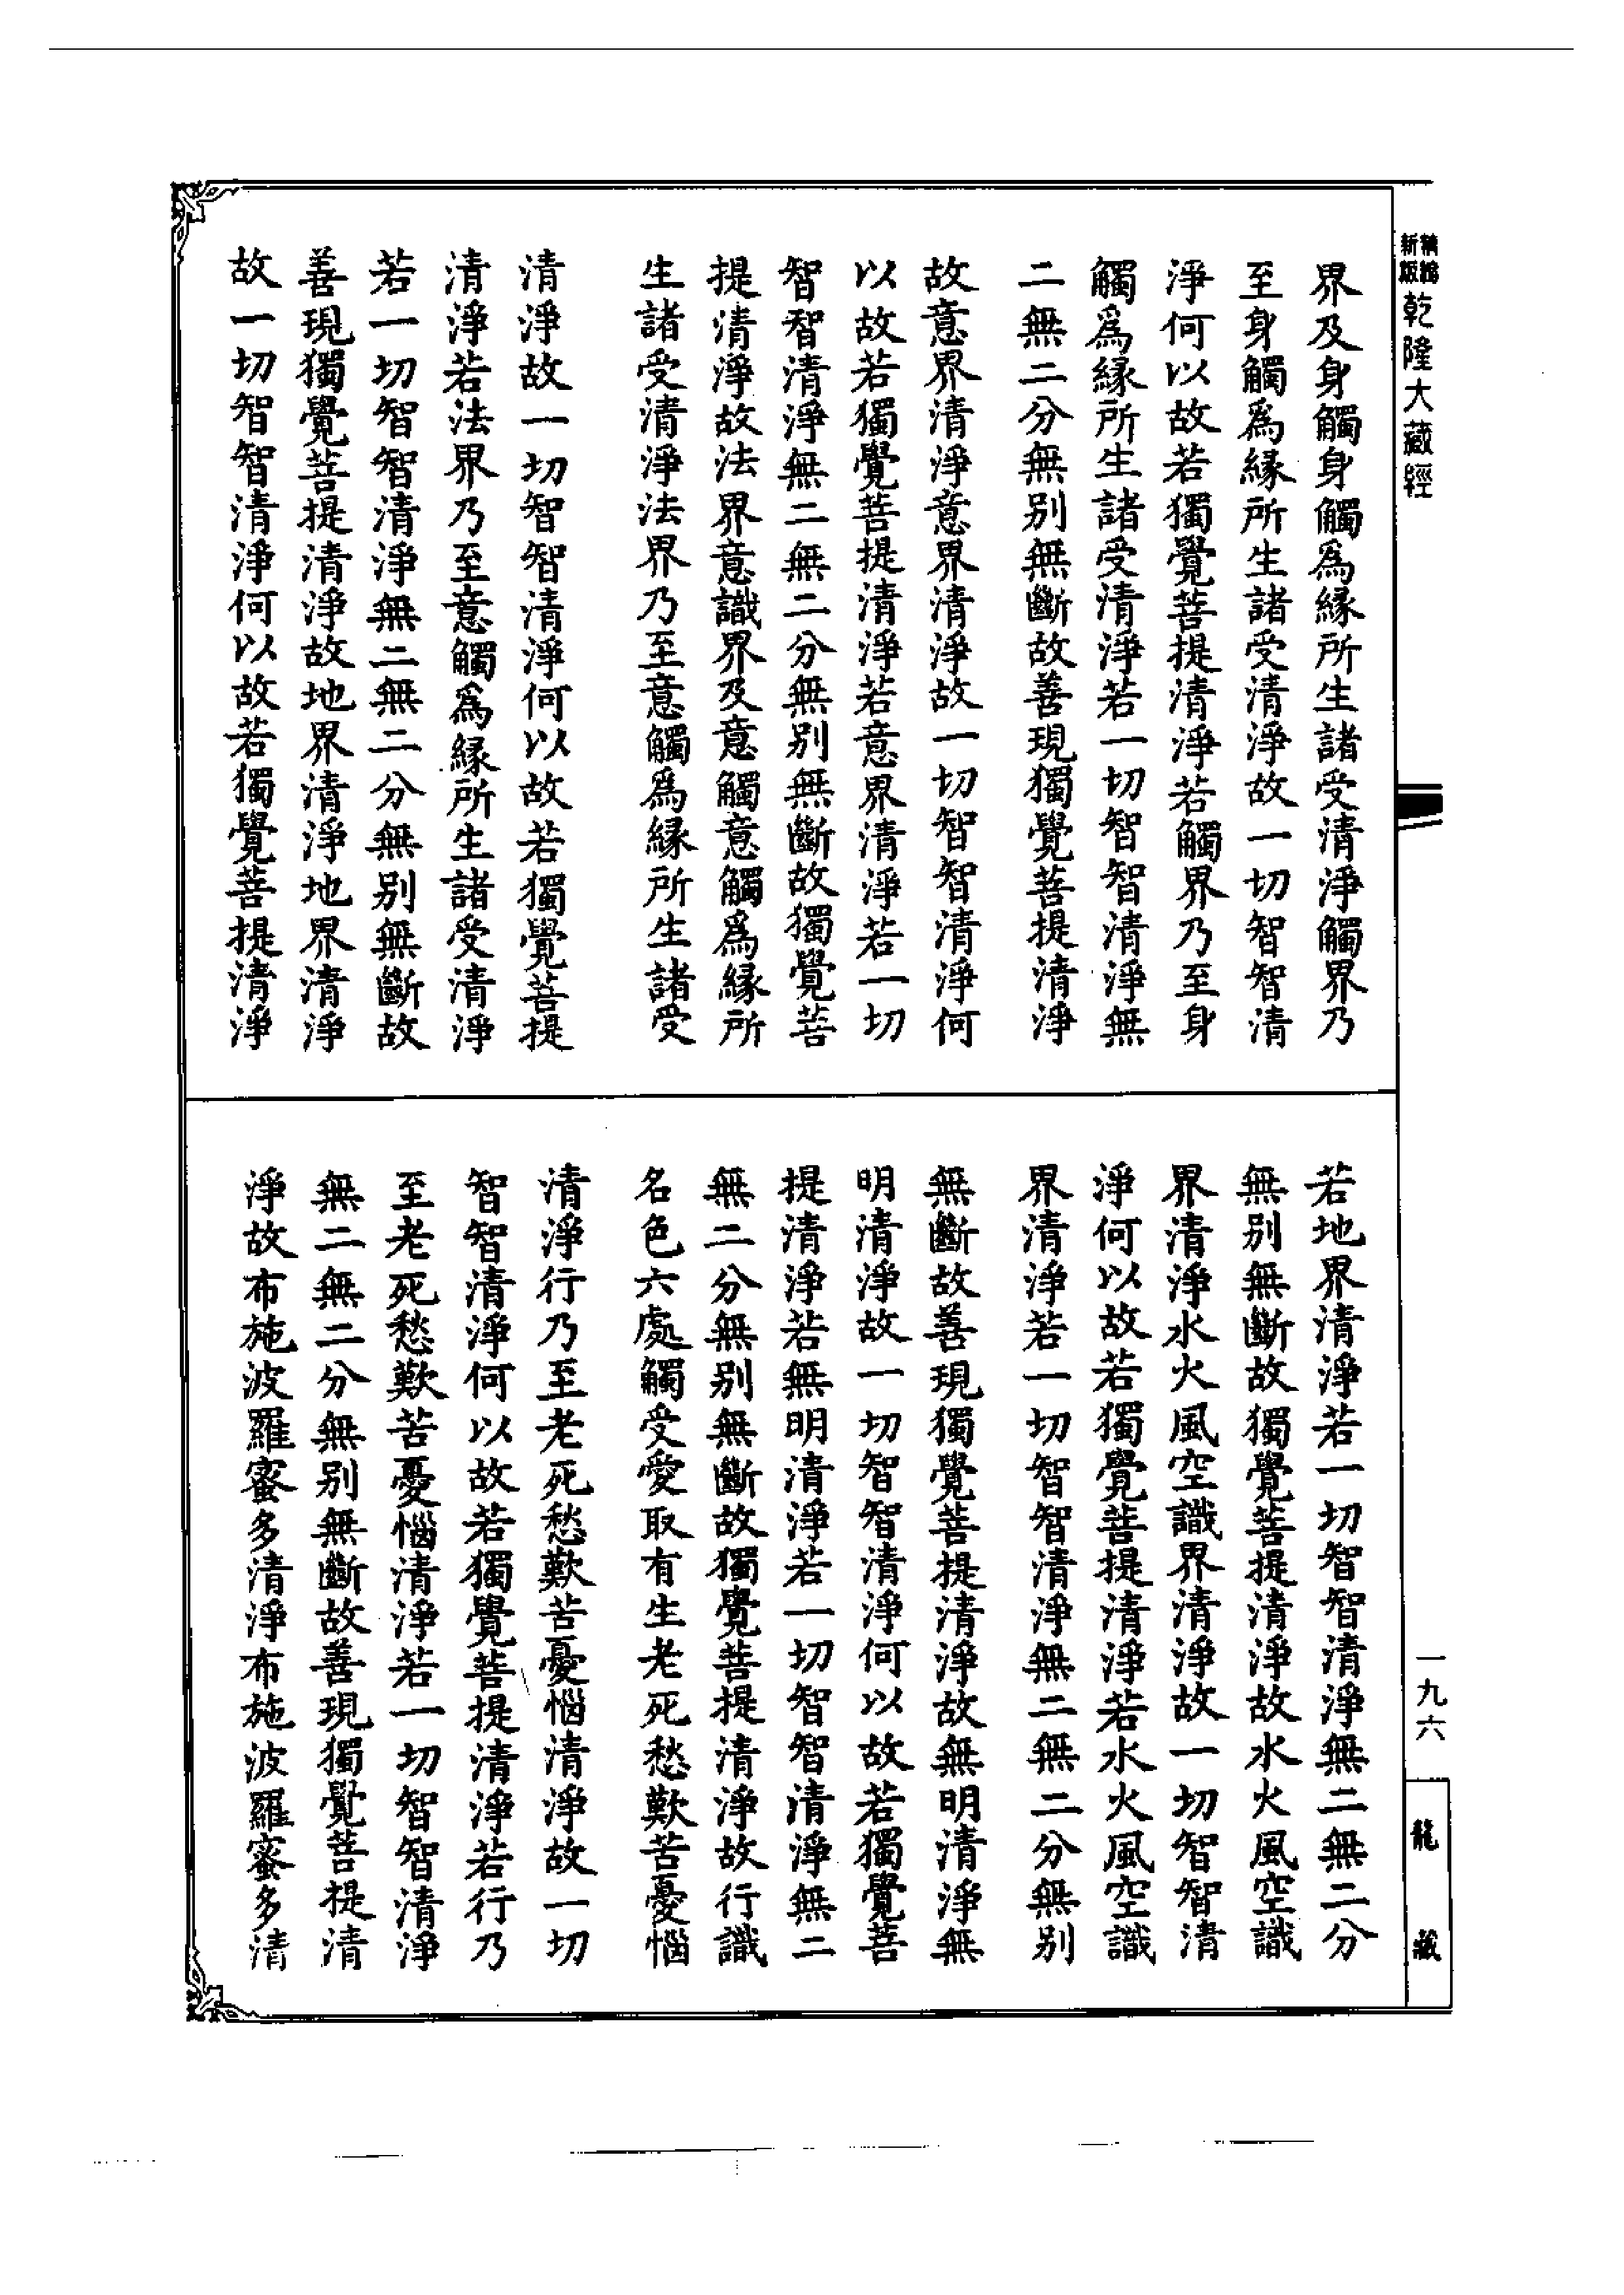 新編縮版 乾隆大藏經
界及身觸身觸爲緣所生諸受清淨觸界乃
至身觸爲緣所生諸受清淨故一切智智清
淨何以故若獨覺菩提清淨若觸界乃至身
觸爲緣所生諸受清淨若一切智智清淨無
二無二分無別無斷故善現獨覺菩提清淨
故意界清淨意界清淨故一切智智清淨何
以故若獨覺菩提清淨若意界清淨若一切
智智清淨無二無二分無別無斷故獨覺菩
提清淨故法界意識界及意觸意觸爲緣所
生諸受清淨法界乃至意觸爲緣所生諸受
清淨故一切智智清淨何以故若獨覺菩提
清淨若法界乃至意觸爲緣所生諸受清淨
若一切智智清淨無二無二分無別無斷故
善現獨覺菩提清淨故地界清淨地界清淨
故一切智智清淨何以故若獨覺菩提清淨
若地界清淨若一切智智清淨無二無二分
無別無斷故獨覺菩提清淨故水火風空識
界清淨水火風空識界清淨故一切智智清
淨何以故若獨覺菩提清淨若水火風空識
界清淨若一切智智清淨無二無二分無別
無斷故善現獨覺菩提清淨故無明清淨無
明清淨故一切智智清淨何以故若獨覺菩
提清淨若無明清淨若一切智智清淨無二
無二分無別無斷故獨覺菩提清淨故行識
名色六處觸受愛取有生老死愁歎苦憂惱
清淨行乃至老死愁歎苦憂惱清淨故一切
智智清淨何以故若獨覺菩提清淨若行乃
至老死愁歎苦憂惱清淨若一切智智清淨
無二無二分無別無斷故善現獨覺菩提清
淨故布施波羅蜜多清淨布施波羅蜜多清
一九六
龍藏